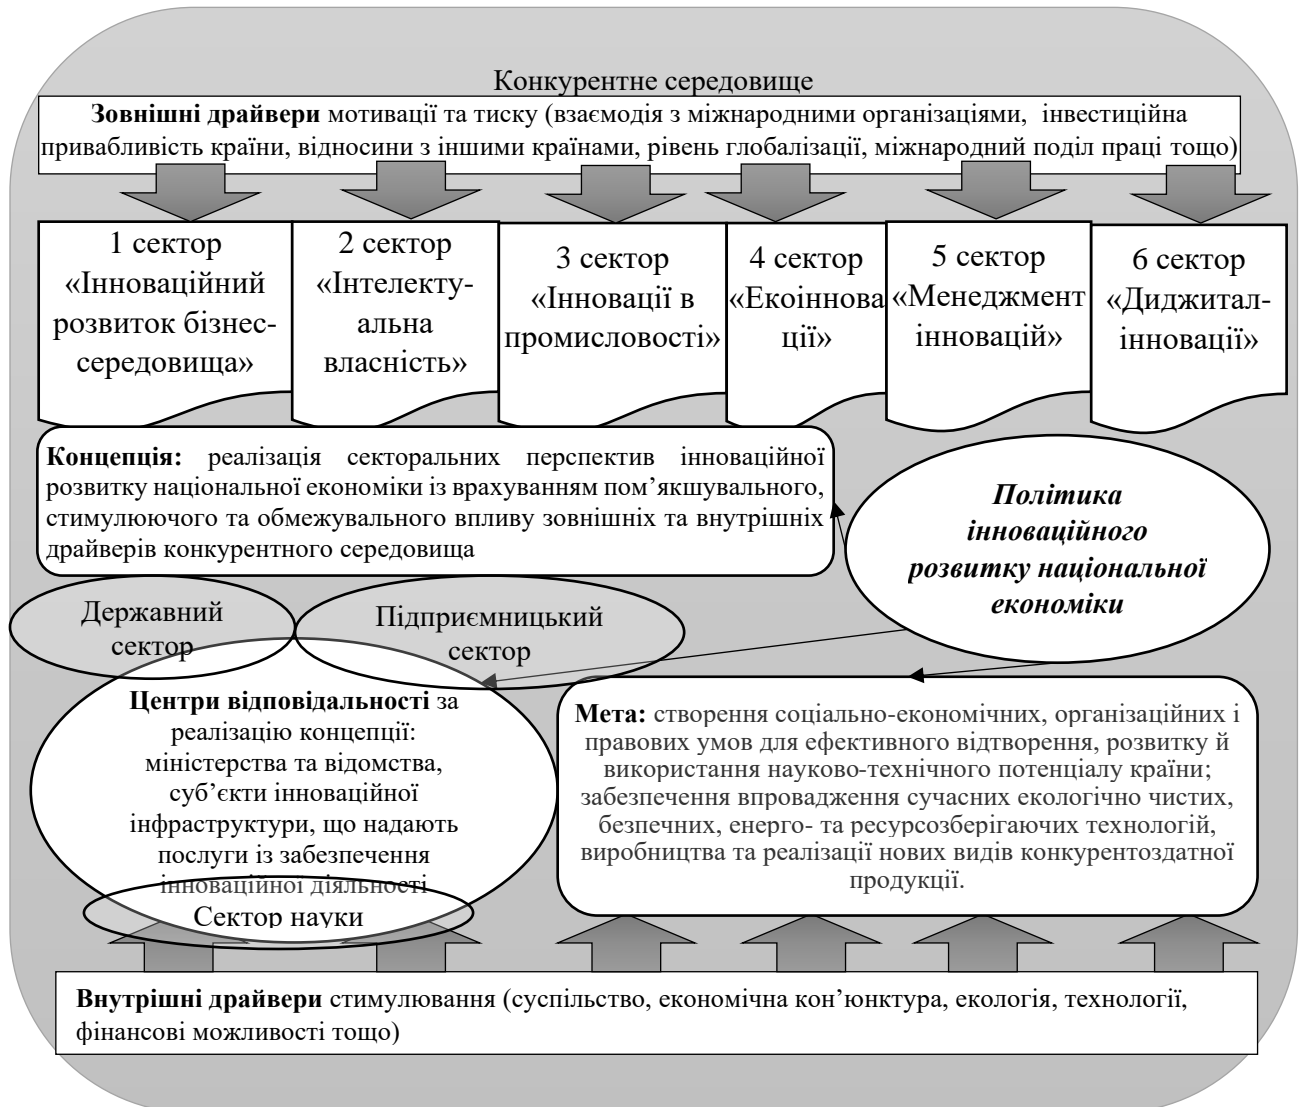 Конкурентне середовище
Зовнішні драйвери мотивації та тиску (взаємодія з міжнародними організаціями, інвестиційна
привабливість країни, відносини з іншими країнами, рівень глобалізації, міжнародний поділ праці тощо)
1 сектор
«Інноваційний
розвиток бізнес-
середовища»
2 сектор
«Інтелекту-
альна
власність»
3 сектор
«Інновації в
промисловості»
4 сектор
«Екоіннова
ції»
5 сектор
«Менеджмент
інновацій»
6 сектор
«Диджитал-
інновації»
Концепція: реалізація секторальних перспектив інноваційної
розвитку національної економіки із врахуванням пом’якшувального,
стимулюючого та обмежувального впливу зовнішніх та внутрішніх
драйверів конкурентного середовища
Політика
інноваційного
розвитку національної
економіки
Державний
сектор
Підприємницький
сектор
Центри відповідальності за
реалізацію концепції:
міністерства та відомства,
суб’єкти інноваційної
інфраструктури, що надають
послуги із забезпечення
інноваційної діяльності
Сектор науки
Мета: створення соціально-економічних, організаційних і
правових умов для ефективного відтворення, розвитку й
використання науково-технічного потенціалу країни;
забезпечення впровадження сучасних екологічно чистих,
безпечних, енерго- та ресурсозберігаючих технологій,
виробництва та реалізації нових видів конкурентоздатної
продукції.
Внутрішні драйвери стимулювання (суспільство, економічна кон’юнктура, екологія, технології,
фінансові можливості тощо)